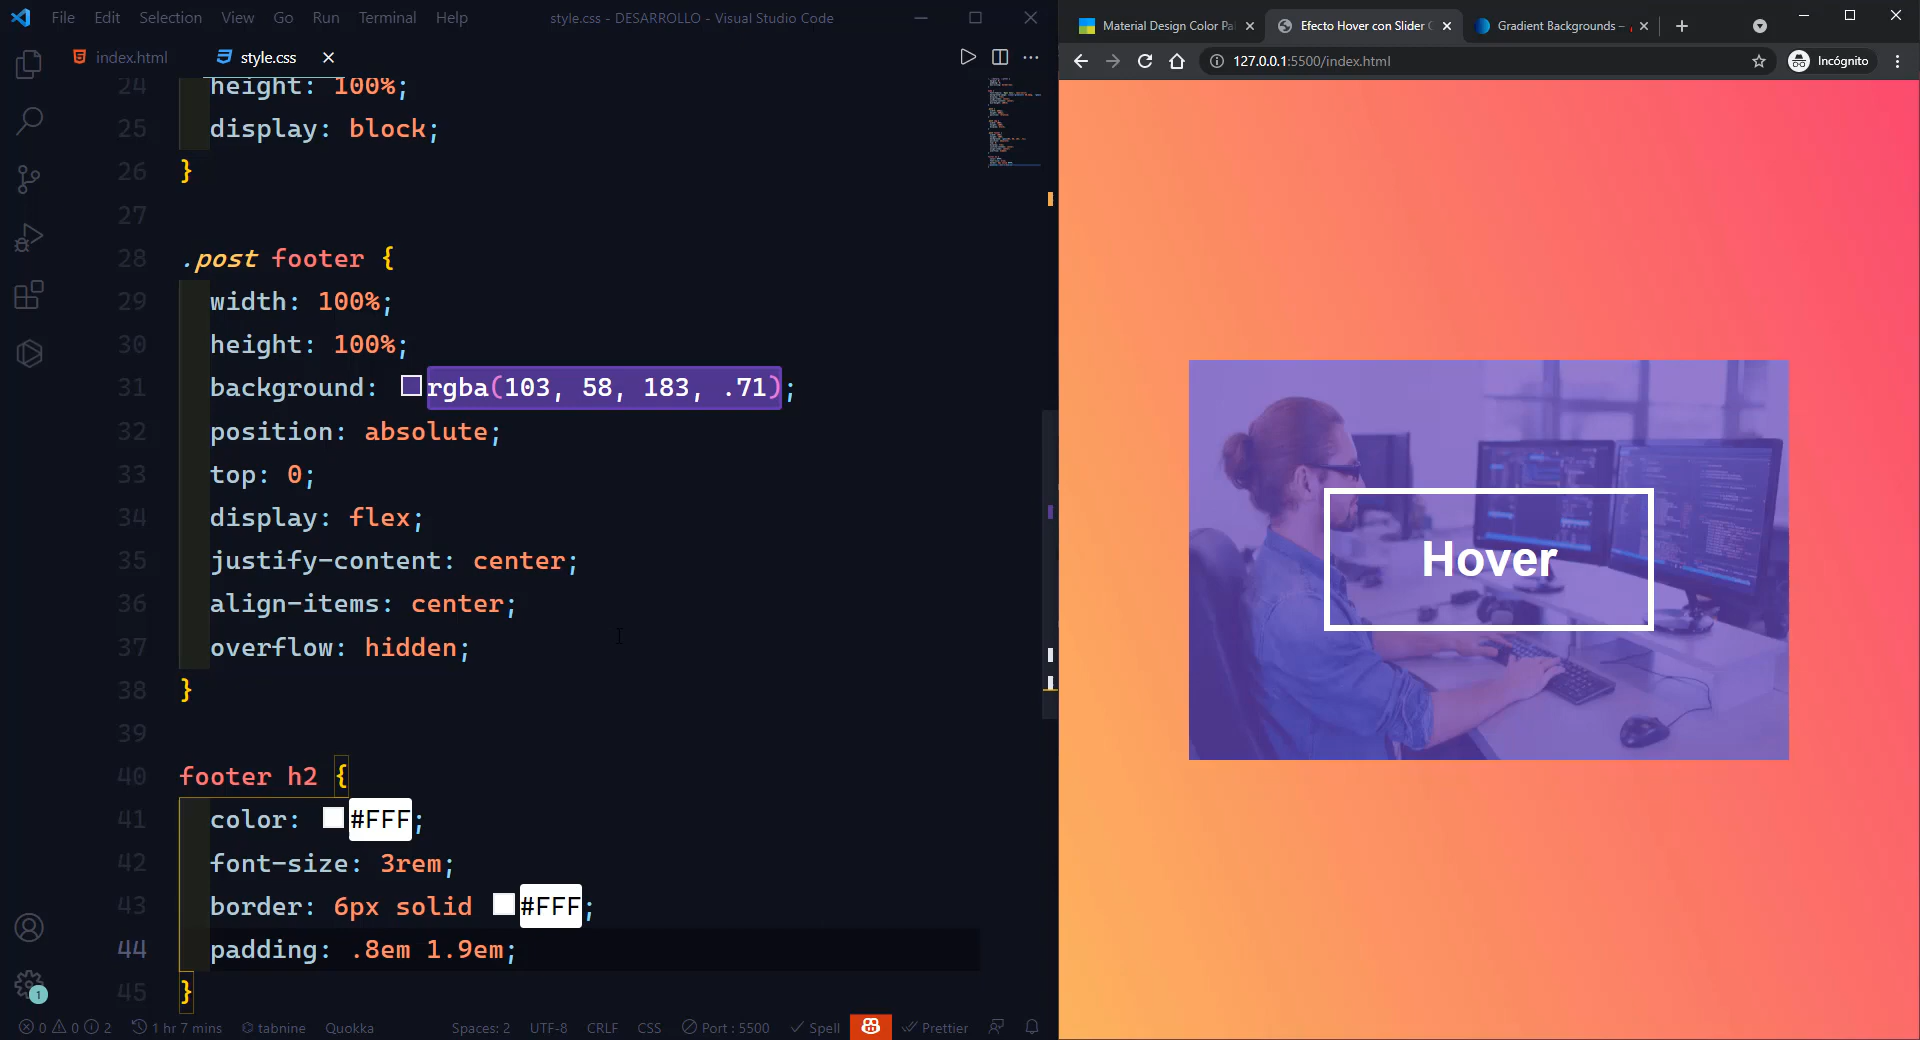 File Edit Selection View Go Run Terminal Help
style.css - DESARROLLO - Visual Studio Code
index.html
style.css
24 height: 100%;
25 display: block;
26 }
27
28 .post footer {
29 width: 100%;
30 height: 100%;
31 background: rgba(103, 58, 183, .71);
32 position: absolute;
33 top: 0;
34 display: flex;
35 justify-content: center;
36 align-items: center;
37 overflow: hidden;
38 }
39
40 footer h2 {
41 color: #FFF;
42 font-size: 3rem;
43 border: 6px solid #FFF;
44 padding: .8em 1.9em;
45 }
1
0 0 2 1 hr 7 mins tabnine Quokka Spaces: 2 UTF-8 CRLF CSS Port : 5500 Spell Prettier
Material Design Color Pa
Efecto Hover con Slider
Gradient Backgrounds –
127.0.0.1:5500/index.html
Incógnito
Hover